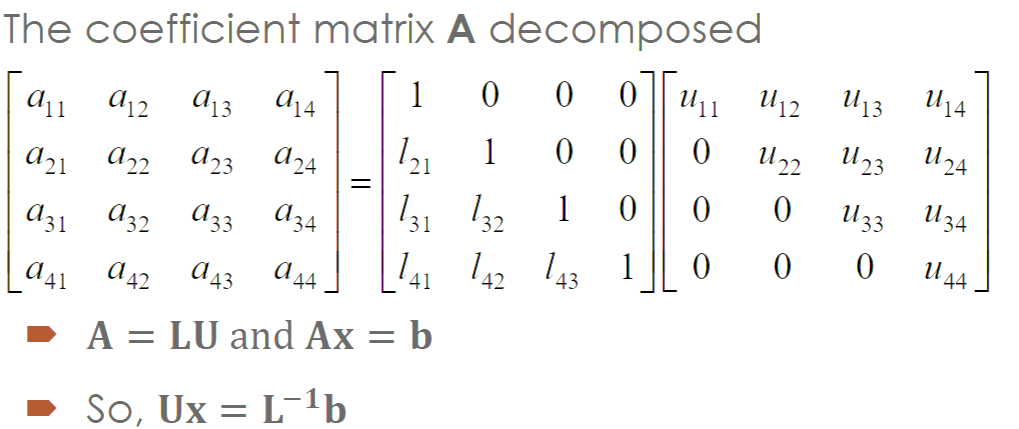 The coefficient matrix A decomposed
[a₁₁ a₁₂ a₁₃ a₁₄] [1 0 0 0] [u₁₁ u₁₂ u₁₃ u₁₄]
[a₂₁ a₂₂ a₂₃ a₂₄] [l₂₁ 1 0 0] [0 u₂₂ u₂₃ u₂₄]
=
[a₃₁ a₃₂ a₃₃ a₃₄] [l₃₁ l₃₂ 1 0] [0 0 u₃₃ u₃₄]
[a₄₁ a₄₂ a₄₃ a₄₄] [l₄₁ l₄₂ l₄₃ 1] [0 0 0 u₄₄]
A = LU and Ax = b
So, Ux = L⁻¹b